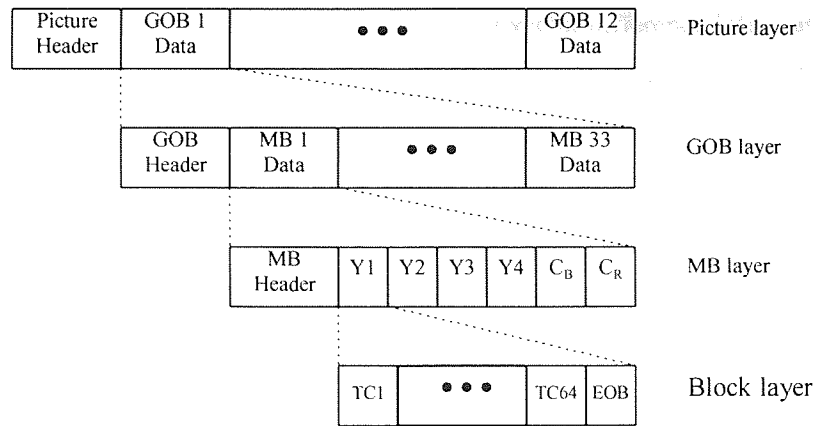 Picture Header GOB 1 Data ● ● ● GOB 12 Data Picture layer
GOB Header MB 1 Data ● ● ● MB 33 Data GOB layer
MB Header Y1 Y2 Y3 Y4 C_B C_R MB layer
TC1 ● ● ● TC64 EOB Block layer